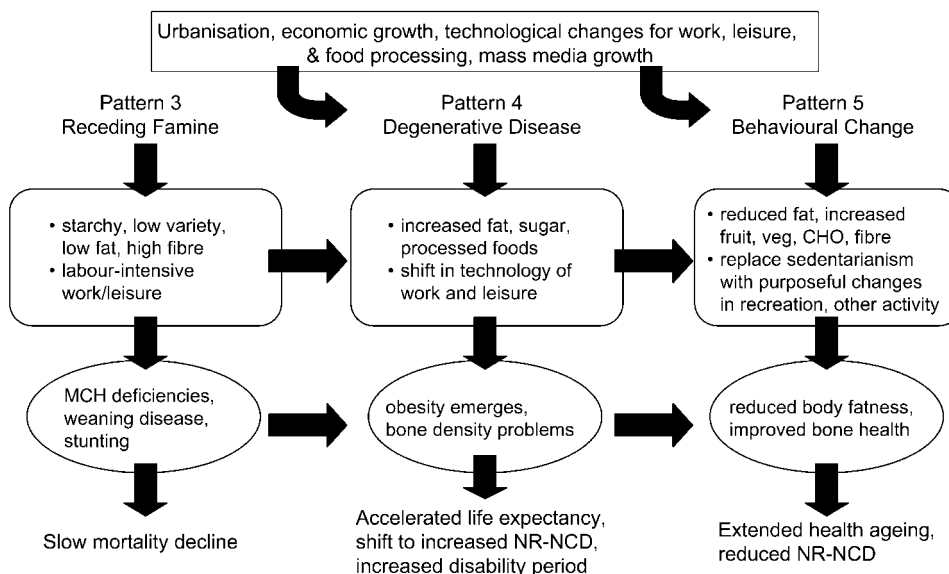 Urbanisation, economic growth, technological changes for work, leisure,
& food processing, mass media growth
Pattern 3
Receding Famine
Pattern 4
Degenerative Disease
Pattern 5
Behavioural Change
• starchy, low variety,
low fat, high fibre
• labour-intensive
work/leisure
• increased fat, sugar,
processed foods
• shift in technology of
work and leisure
• reduced fat, increased
fruit, veg, CHO, fibre
• replace sedentarianism
with purposeful changes
in recreation, other activity
MCH deficiencies,
weaning disease,
stunting
obesity emerges,
bone density problems
reduced body fatness,
improved bone health
Slow mortality decline
Accelerated life expectancy,
shift to increased NR-NCD,
increased disability period
Extended health ageing,
reduced NR-NCD